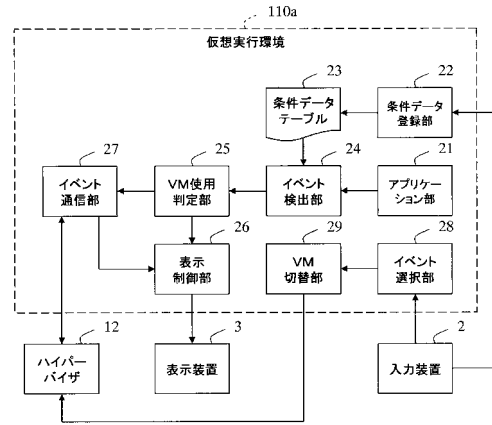 110a
仮想実行環境
23
22
条件データ
テーブル
条件データ
登録部
27
25
24
21
イベント
通信部
VM使用
判定部
イベント
検出部
アプリケー
ション部
26
29
28
表示
制御部
VM
切替部
イベント
選択部
12
3
2
ハイパー
バイザ
表示装置
入力装置